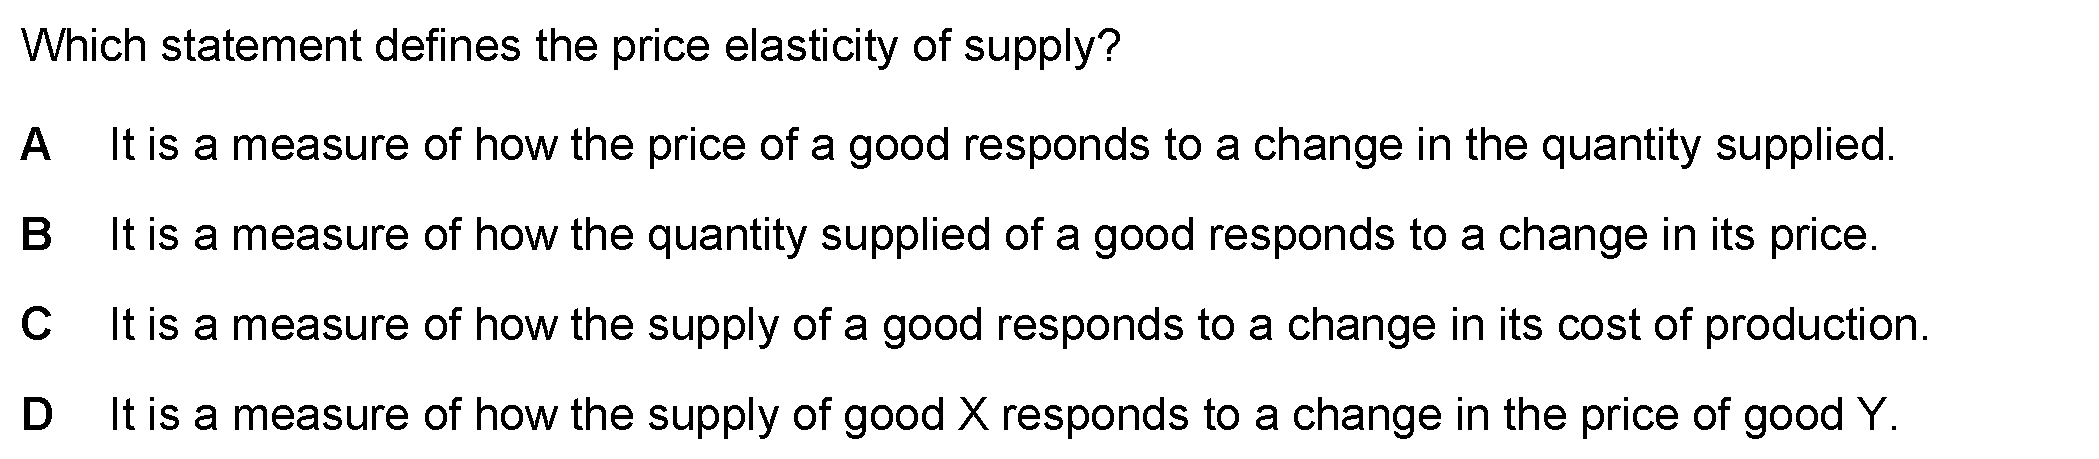 Which statement defines the price elasticity of supply?
A It is a measure of how the price of a good responds to a change in the quantity supplied.
B It is a measure of how the quantity supplied of a good responds to a change in its price.
C It is a measure of how the supply of a good responds to a change in its cost of production.
D It is a measure of how the supply of good X responds to a change in the price of good Y.